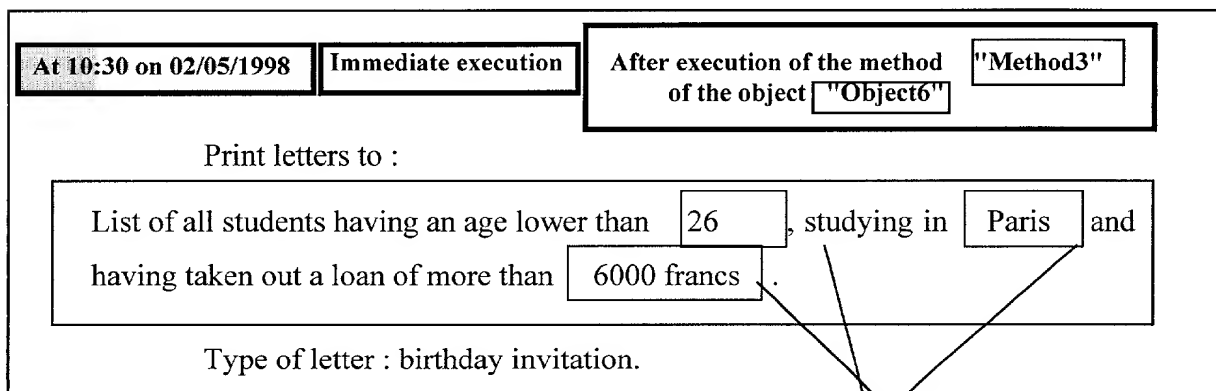 At 10:30 on 02/05/1998
Immediate execution
After execution of the method "Method3"
of the object "Object6"
Print letters to :
List of all students having an age lower than 26 , studying in Paris and
having taken out a loan of more than 6000 francs .
Type of letter : birthday invitation.